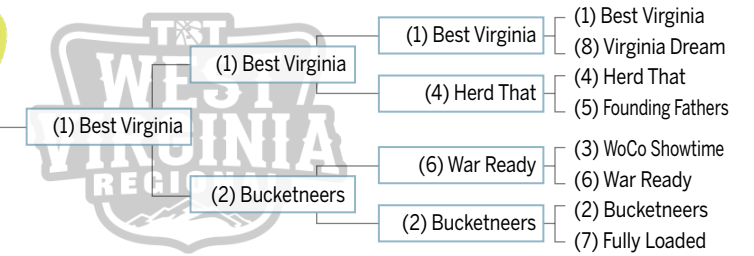 (1) Best Virginia
(8) Virginia Dream
(4) Herd That
(5) Founding Fathers
(3) WoCo Showtime
(6) War Ready
(2) Bucketneers
(7) Fully Loaded
(1) Best Virginia
(4) Herd That
(6) War Ready
(2) Bucketneers
(1) Best Virginia
(2) Bucketneers
(1) Best Virginia
TBT
WEST
VIRGINIA
REGIONAL